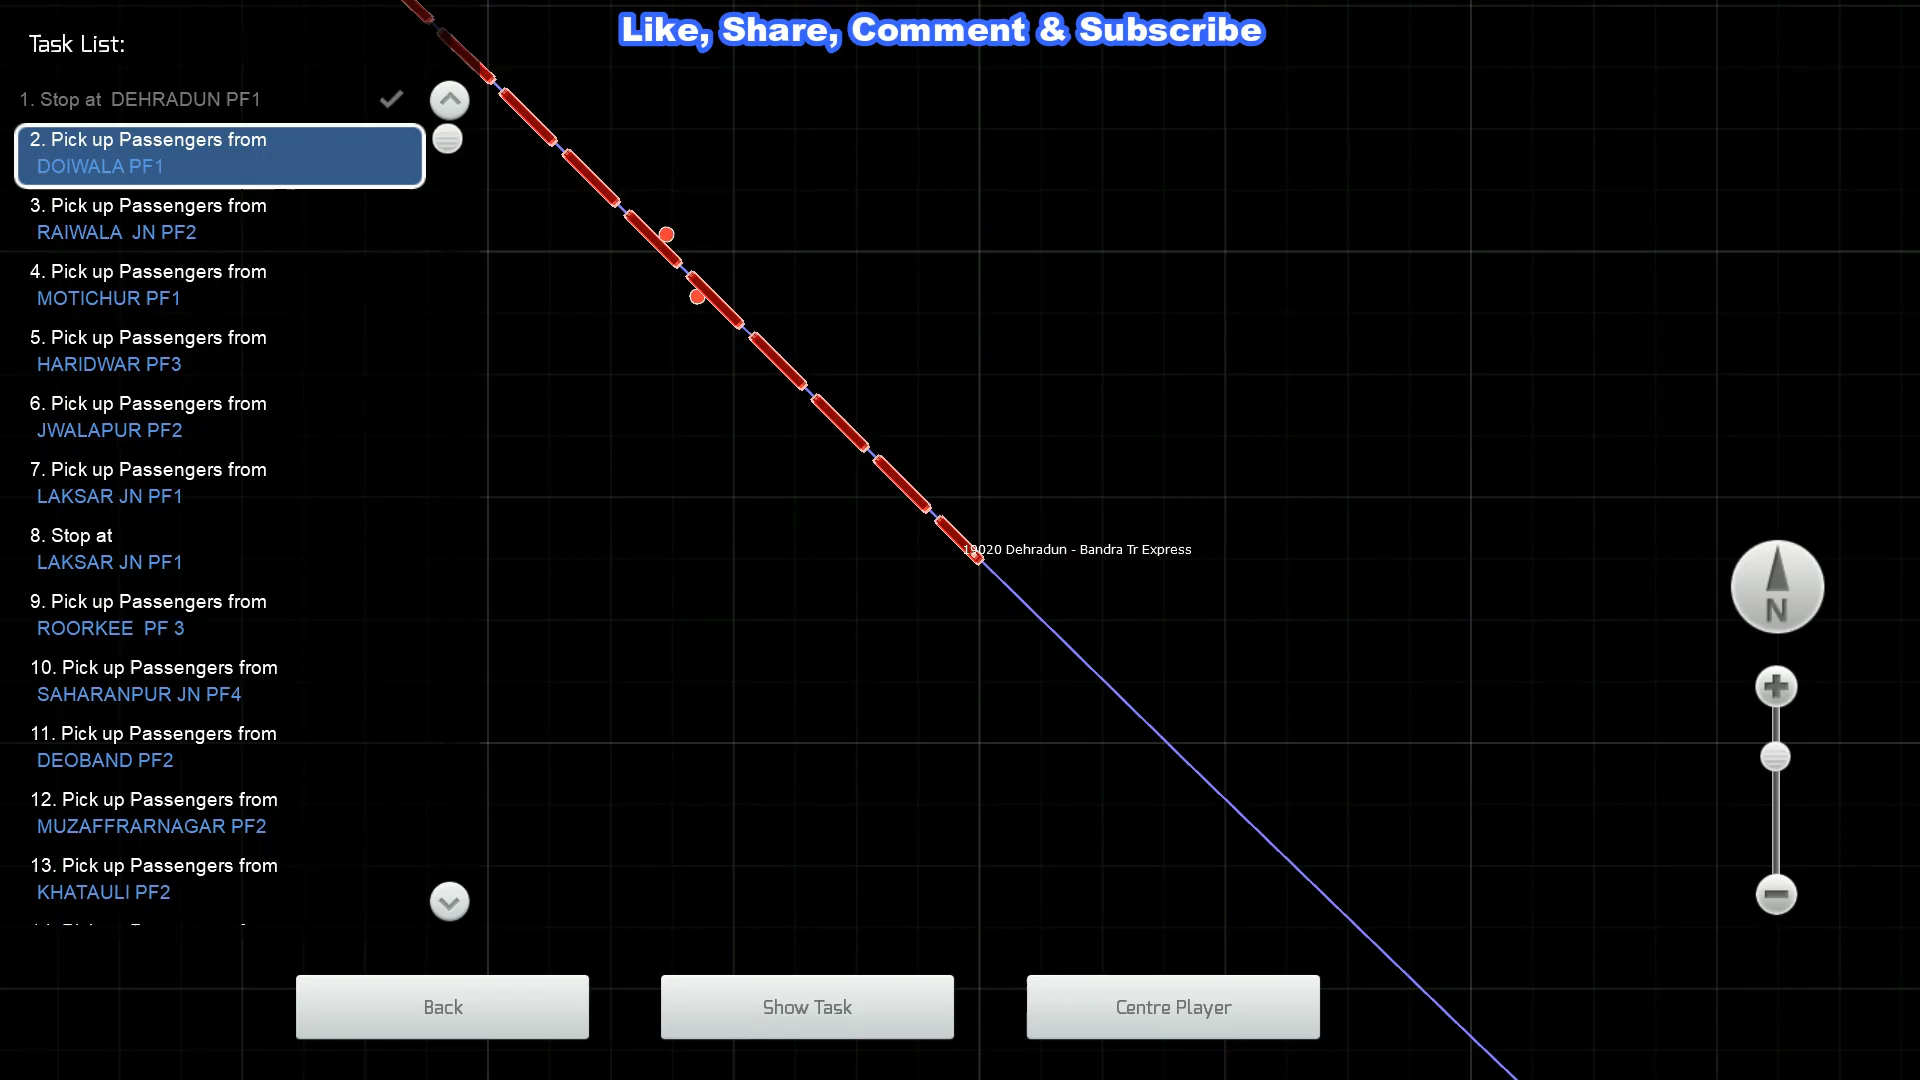 Like, Share, Comment & Subscribe
Task List:
1. Stop at DEHRADUN PF1
2. Pick up Passengers from
DOIWALA PF1
3. Pick up Passengers from
RAIWALA JN PF2
4. Pick up Passengers from
MOTICHUR PF1
5. Pick up Passengers from
HARIDWAR PF3
6. Pick up Passengers from
JWALAPUR PF2
7. Pick up Passengers from
LAKSAR JN PF1
8. Stop at
LAKSAR JN PF1
9. Pick up Passengers from
ROORKEE PF 3
10. Pick up Passengers from
SAHARANPUR JN PF4
11. Pick up Passengers from
DEOBAND PF2
12. Pick up Passengers from
MUZAFFRARNAGAR PF2
13. Pick up Passengers from
KHATAULI PF2
19020 Dehradun - Bandra Tr Express
N
Back
Show Task
Centre Player